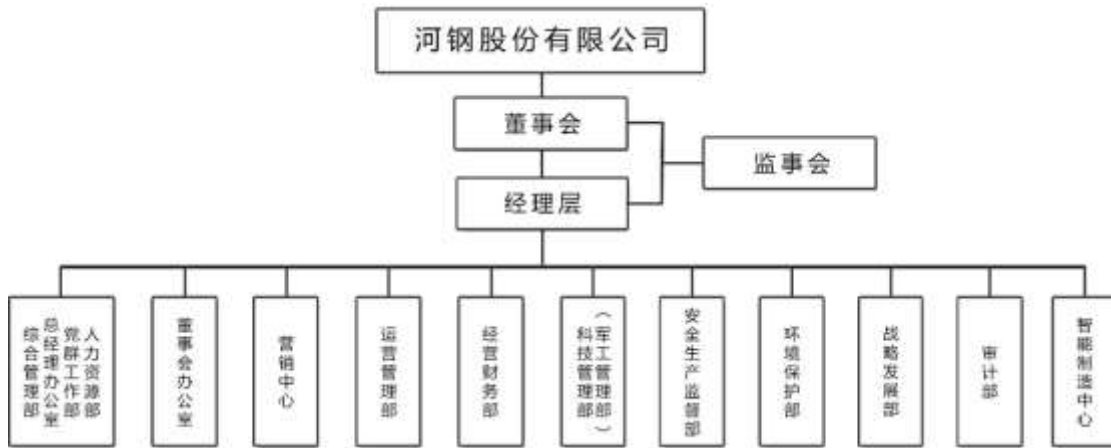 河钢股份有限公司
董事会
监事会
经理层
综合管理部
总经理办公室
党群工作部
人力资源部
董事会办公室
营销中心
运营管理部
经营财务部
科技管理部
（军工管理部）
安全生产监督部
环境保护部
战略发展部
审计部
智能制造中心